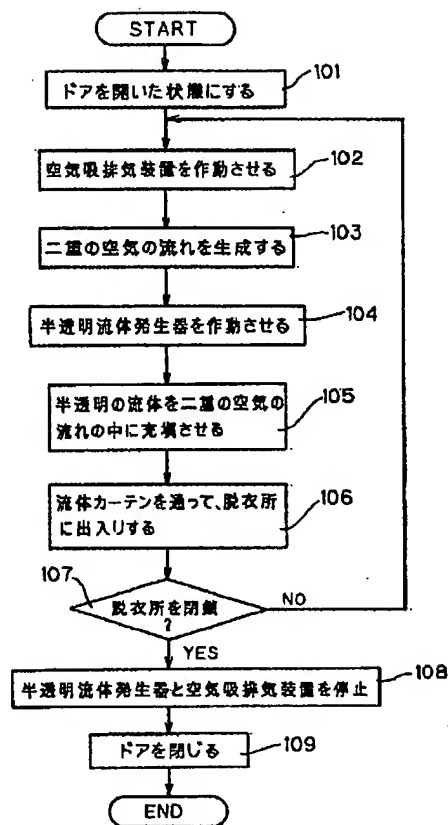 START
101
ドアを開いた状態にする
102
空気吸排気装置を作動させる
103
二重の空気の流れを生成する
104
半透明流体発生器を作動させる
105
半透明の流体を二重の空気の
流れの中に充填させる
106
流体カーテンを通って、脱衣所
に出入りする
107
脱衣所を閉鎖
?
NO
YES
108
半透明流体発生器と空気吸排気装置を停止
109
ドアを閉じる
END